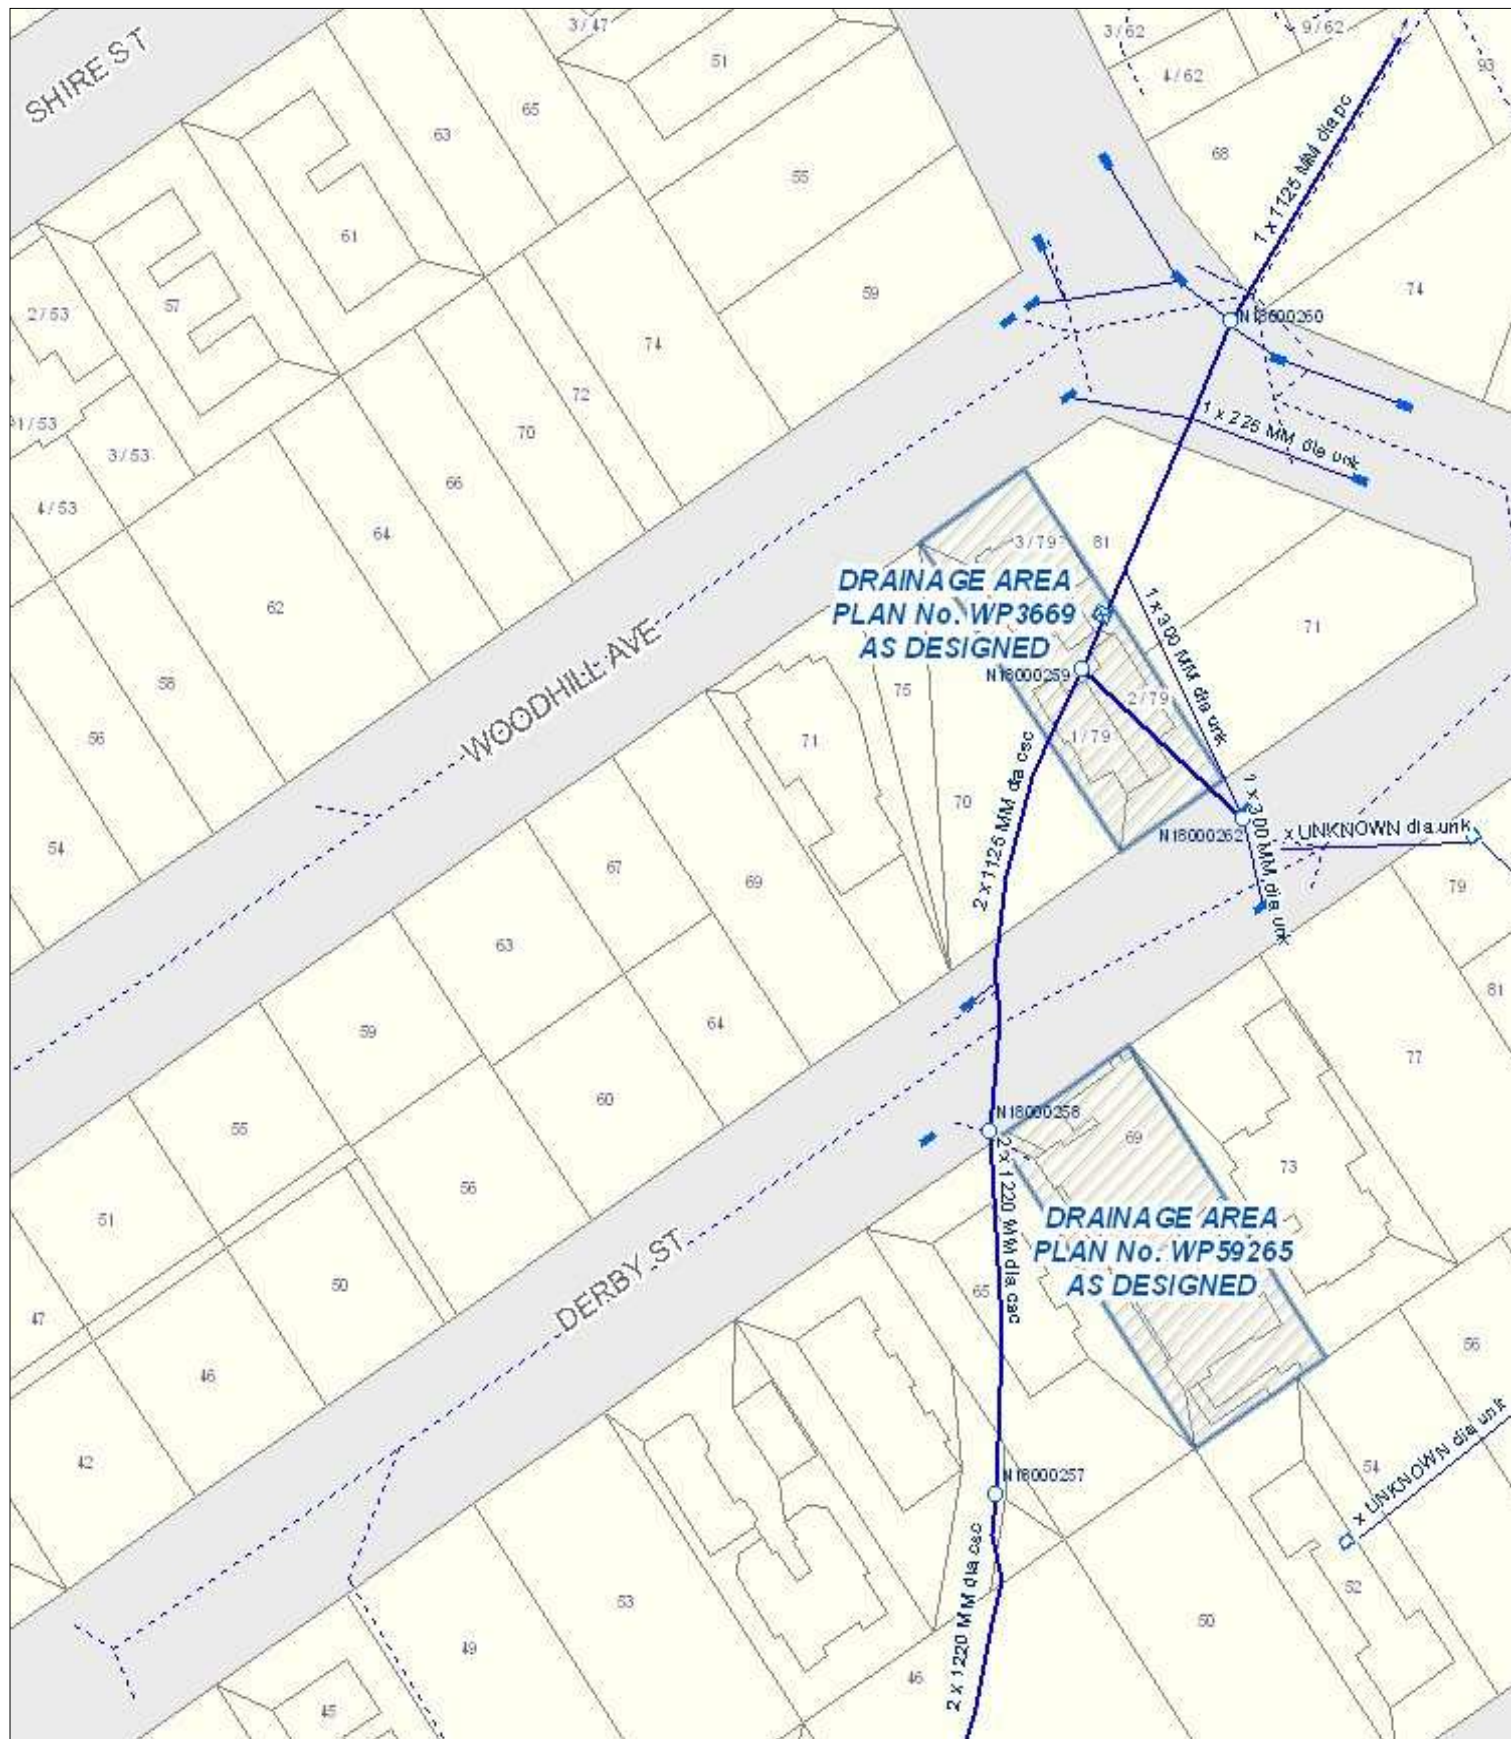 3 / 47
3 / 62
9 / 62
SHIRE ST
51
4 / 62
93
65
63
68
1 x 1125 MM dia pc
55
61
2 / 53
57
59
74
N18000260
74
72
70
1 / 53
3 / 53
66
1 x 225 MM dia unk
4 / 53
64
3 / 79
81
DRAINAGE AREA
PLAN No. WP3669
AS DESIGNED
62
1 x 300 MM dia unk
71
WOODHILL AVE
N18000259
58
75
2 / 79
56
71
1 / 79
2 x 1125 MM dia csc
70
1 x 300 MM dia unk
N18000262
x UNKNOWN dia unk
54
67
69
79
63
81
59
64
77
60
55
N18000258
69
56
73
2 x 1220 MM dia csc
51
DRAINAGE AREA
PLAN No. WP59265
AS DESIGNED
DERBY ST
50
65
47
56
46
42
54
x UNKNOWN dia unk
N18000257
2 x 1220 MM dia csc
52
53
50
49
46
45